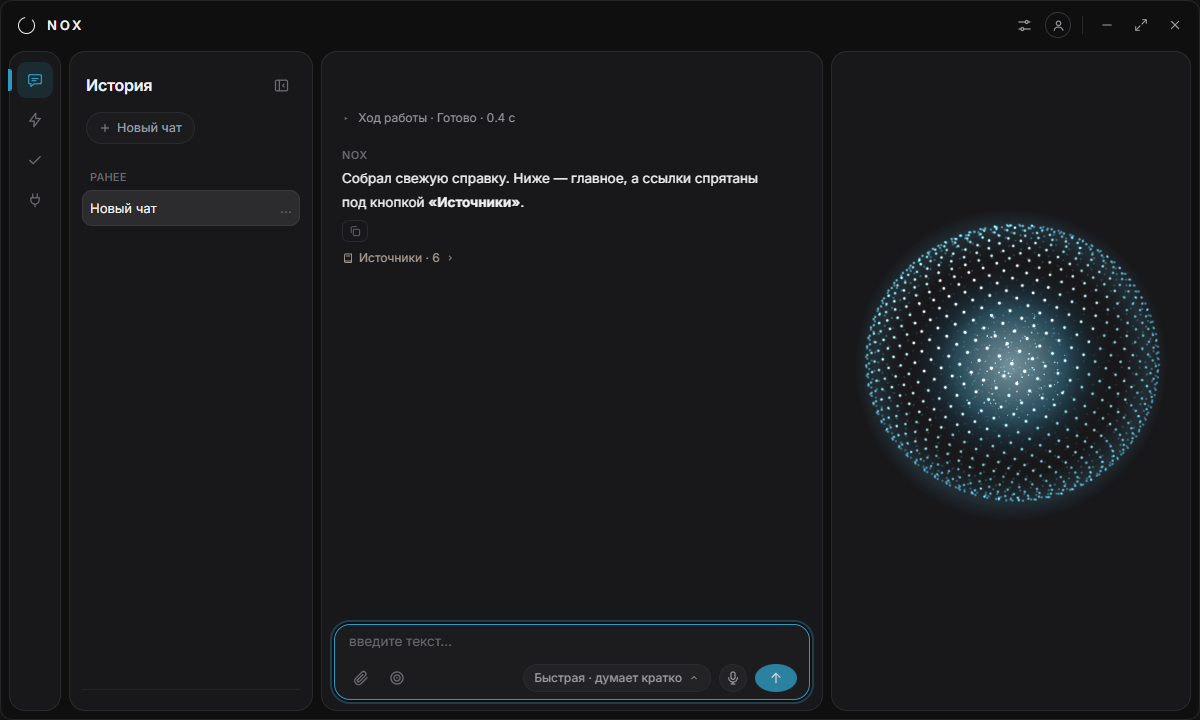 NOX
История
Новый чат
РАНЕЕ
Новый чат
...
Ход работы · Готово · 0.4 с
NOX
Собрал свежую справку. Ниже — главное, а ссылки спрятаны
под кнопкой «Источники».
Источники · 6
введите текст...
Быстрая · думает кратко